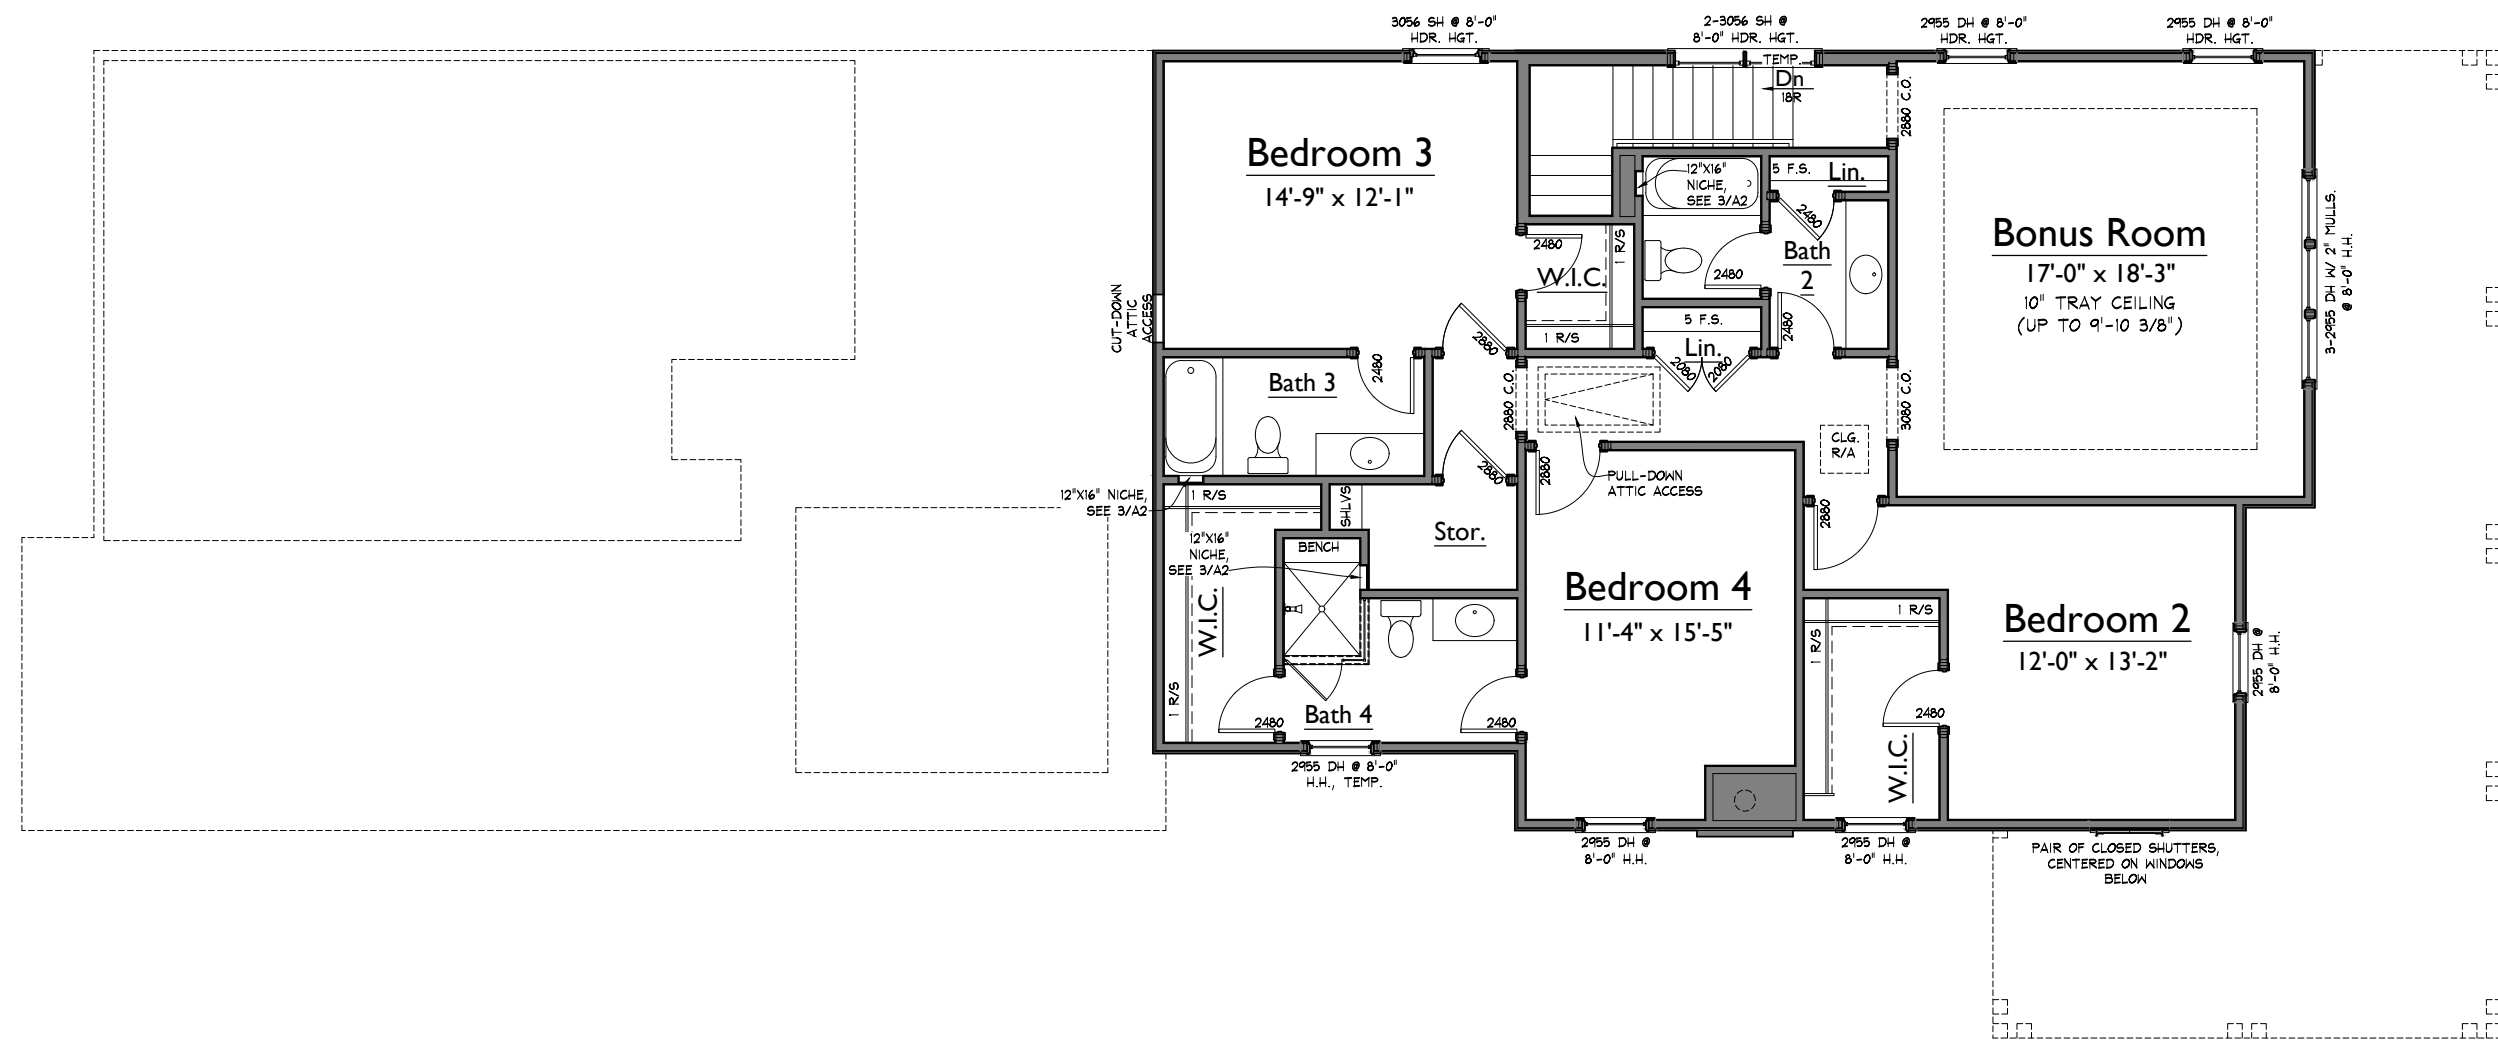 3056 SH @ 8'-0"
HDR. HGT.
2-3056 SH @
8'-0" HDR. HGT.
2955 DH @ 8'-0"
HDR. HGT.
2955 DH @ 8'-0"
HDR. HGT.
TEMP.
Dn
18R
2880 C.O.
Bedroom 3
14'-9" x 12'-1"
12"X16"
NICHE,
SEE 3/A2
5 F.S.
Lin.
2480
Bonus Room
17'-0" x 18'-3"
10" TRAY CEILING
(UP TO 9'-10 3/8")
3-2955 DH W/ 2" MULLS.
@ 8'-0" H.H.
2480
1 R/S
W.I.C.
1 R/S
2480
Bath
2
2480
CUT-DOWN
ATTIC
ACCESS
5 F.S.
Lin.
2080
2080
2880
2480
Bath 3
2880 C.O.
3080 C.O.
CLG.
R/A
2880
2880
PULL-DOWN
ATTIC ACCESS
12"X16" NICHE,
SEE 3/A2
1 R/S
SHLVS
2880
Stor.
12"X16"
NICHE,
SEE 3/A2
BENCH
W.I.C.
1 R/S
Bedroom 4
11'-4" x 15'-5"
1 R/S
1 R/S
Bedroom 2
12'-0" x 13'-2"
2955 DH @
8'-0" H.H.
2480
Bath 4
2480
2480
W.I.C.
2955 DH @ 8'-0"
H.H., TEMP.
2955 DH @
8'-0" H.H.
2955 DH @
8'-0" H.H.
PAIR OF CLOSED SHUTTERS,
CENTERED ON WINDOWS
BELOW